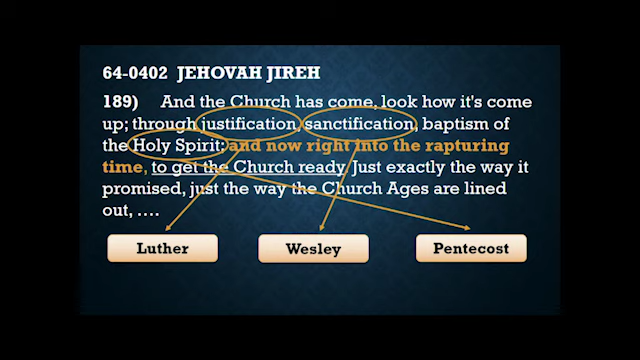 64-0402 JEHOVAH JIREH
189) And the Church has come, look how it's come
up; through justification, sanctification, baptism of
the Holy Spirit; and now right into the rapturing
time, to get the Church ready. Just exactly the way it
promised, just the way the Church Ages are lined
out, ....
Luther Wesley Pentecost